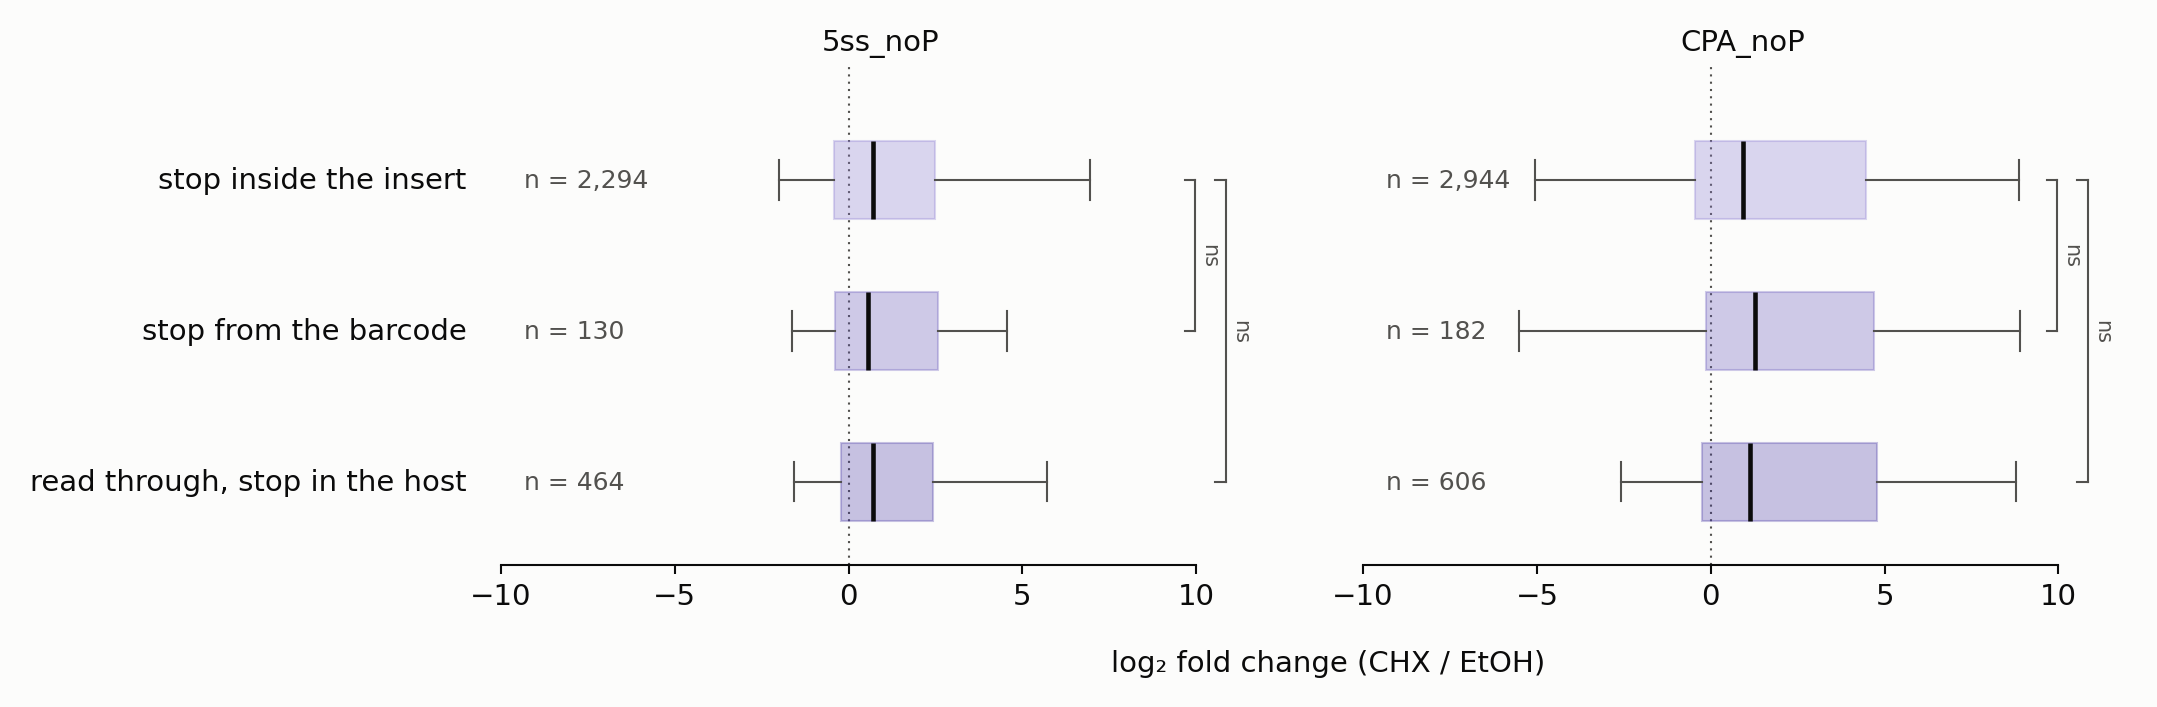 5ss_noP
CPA_noP
stop inside the insert
n = 2,294
n = 2,944
ns
ns
stop from the barcode
n = 130
n = 182
ns
ns
read through, stop in the host
n = 464
n = 606
−10
−5
0
5
10
−10
−5
0
5
10
log₂ fold change (CHX / EtOH)